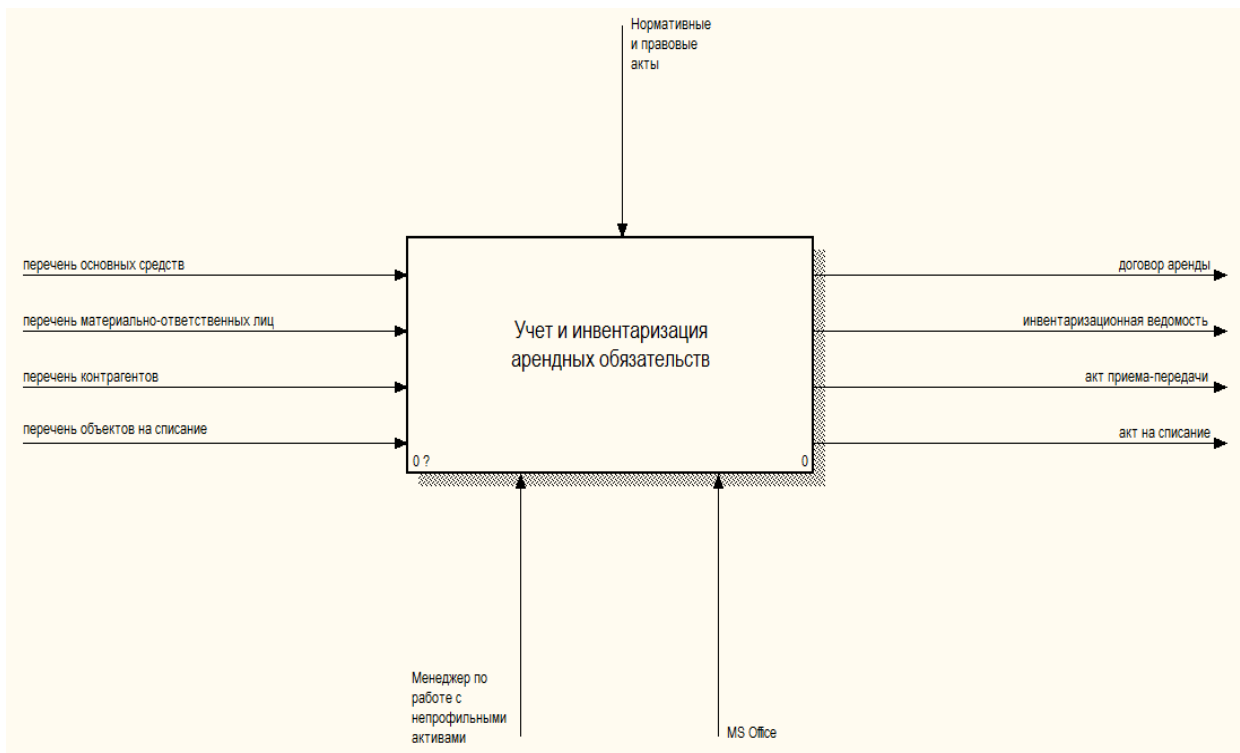 Нормативные
и правовые
акты
перечень основных средств
договор аренды
перечень материально-ответственных лиц
инвентаризационная ведомость
Учет и инвентаризация
арендных обязательств
перечень контрагентов
акт приема-передачи
перечень объектов на списание
акт на списание
0 ?
0
Менеджер по
работе с
непрофильными
активами
MS Office